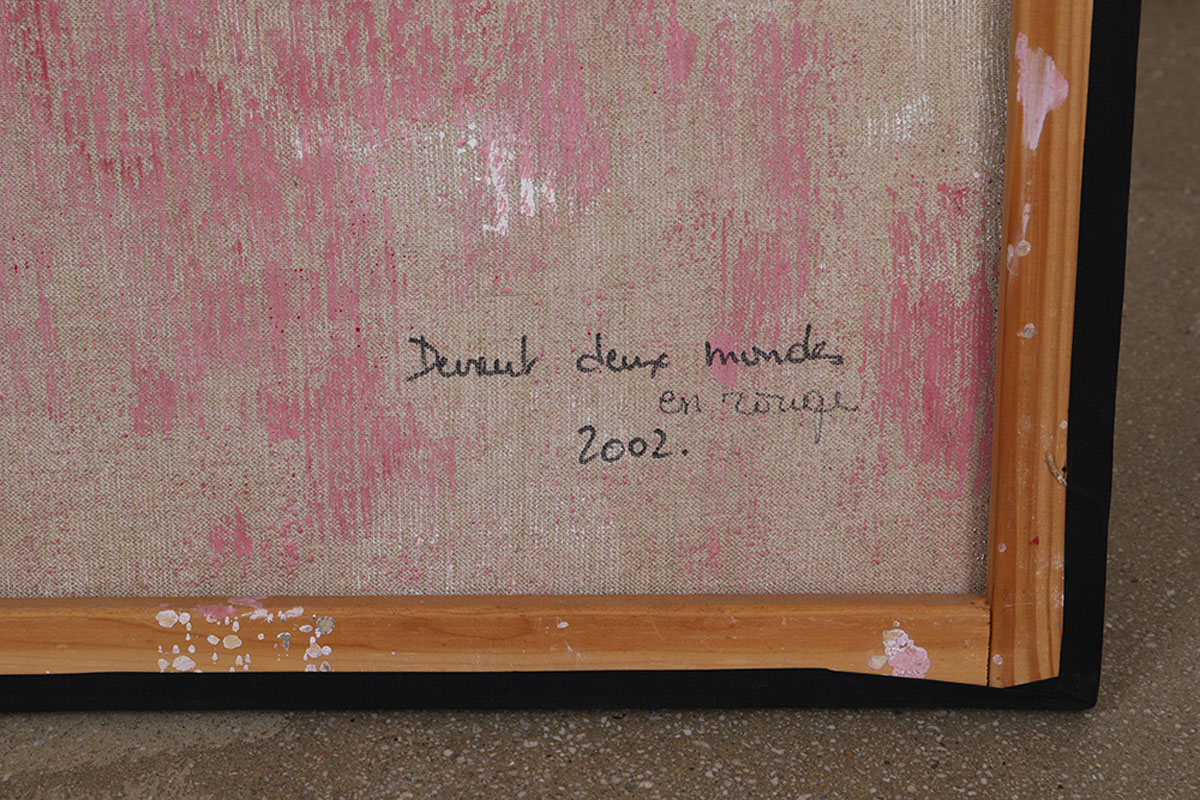 Devant deux mondes
en rouge
2002.